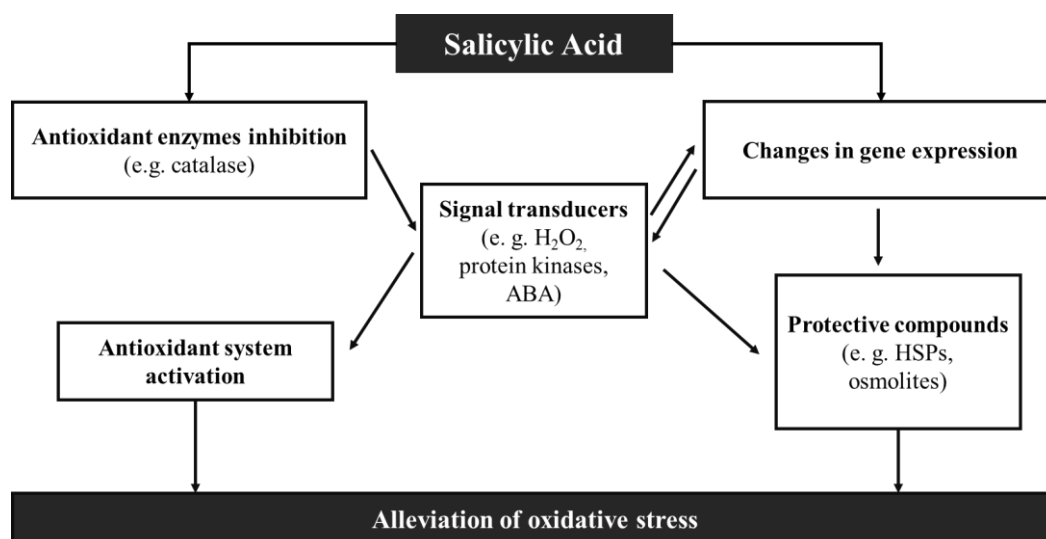 Salicylic Acid
Antioxidant enzymes inhibition
(e.g. catalase)
Changes in gene expression
Signal transducers
(e. g. H₂O₂,
protein kinases,
ABA)
Antioxidant system
activation
Protective compounds
(e. g. HSPs,
osmolites)
Alleviation of oxidative stress